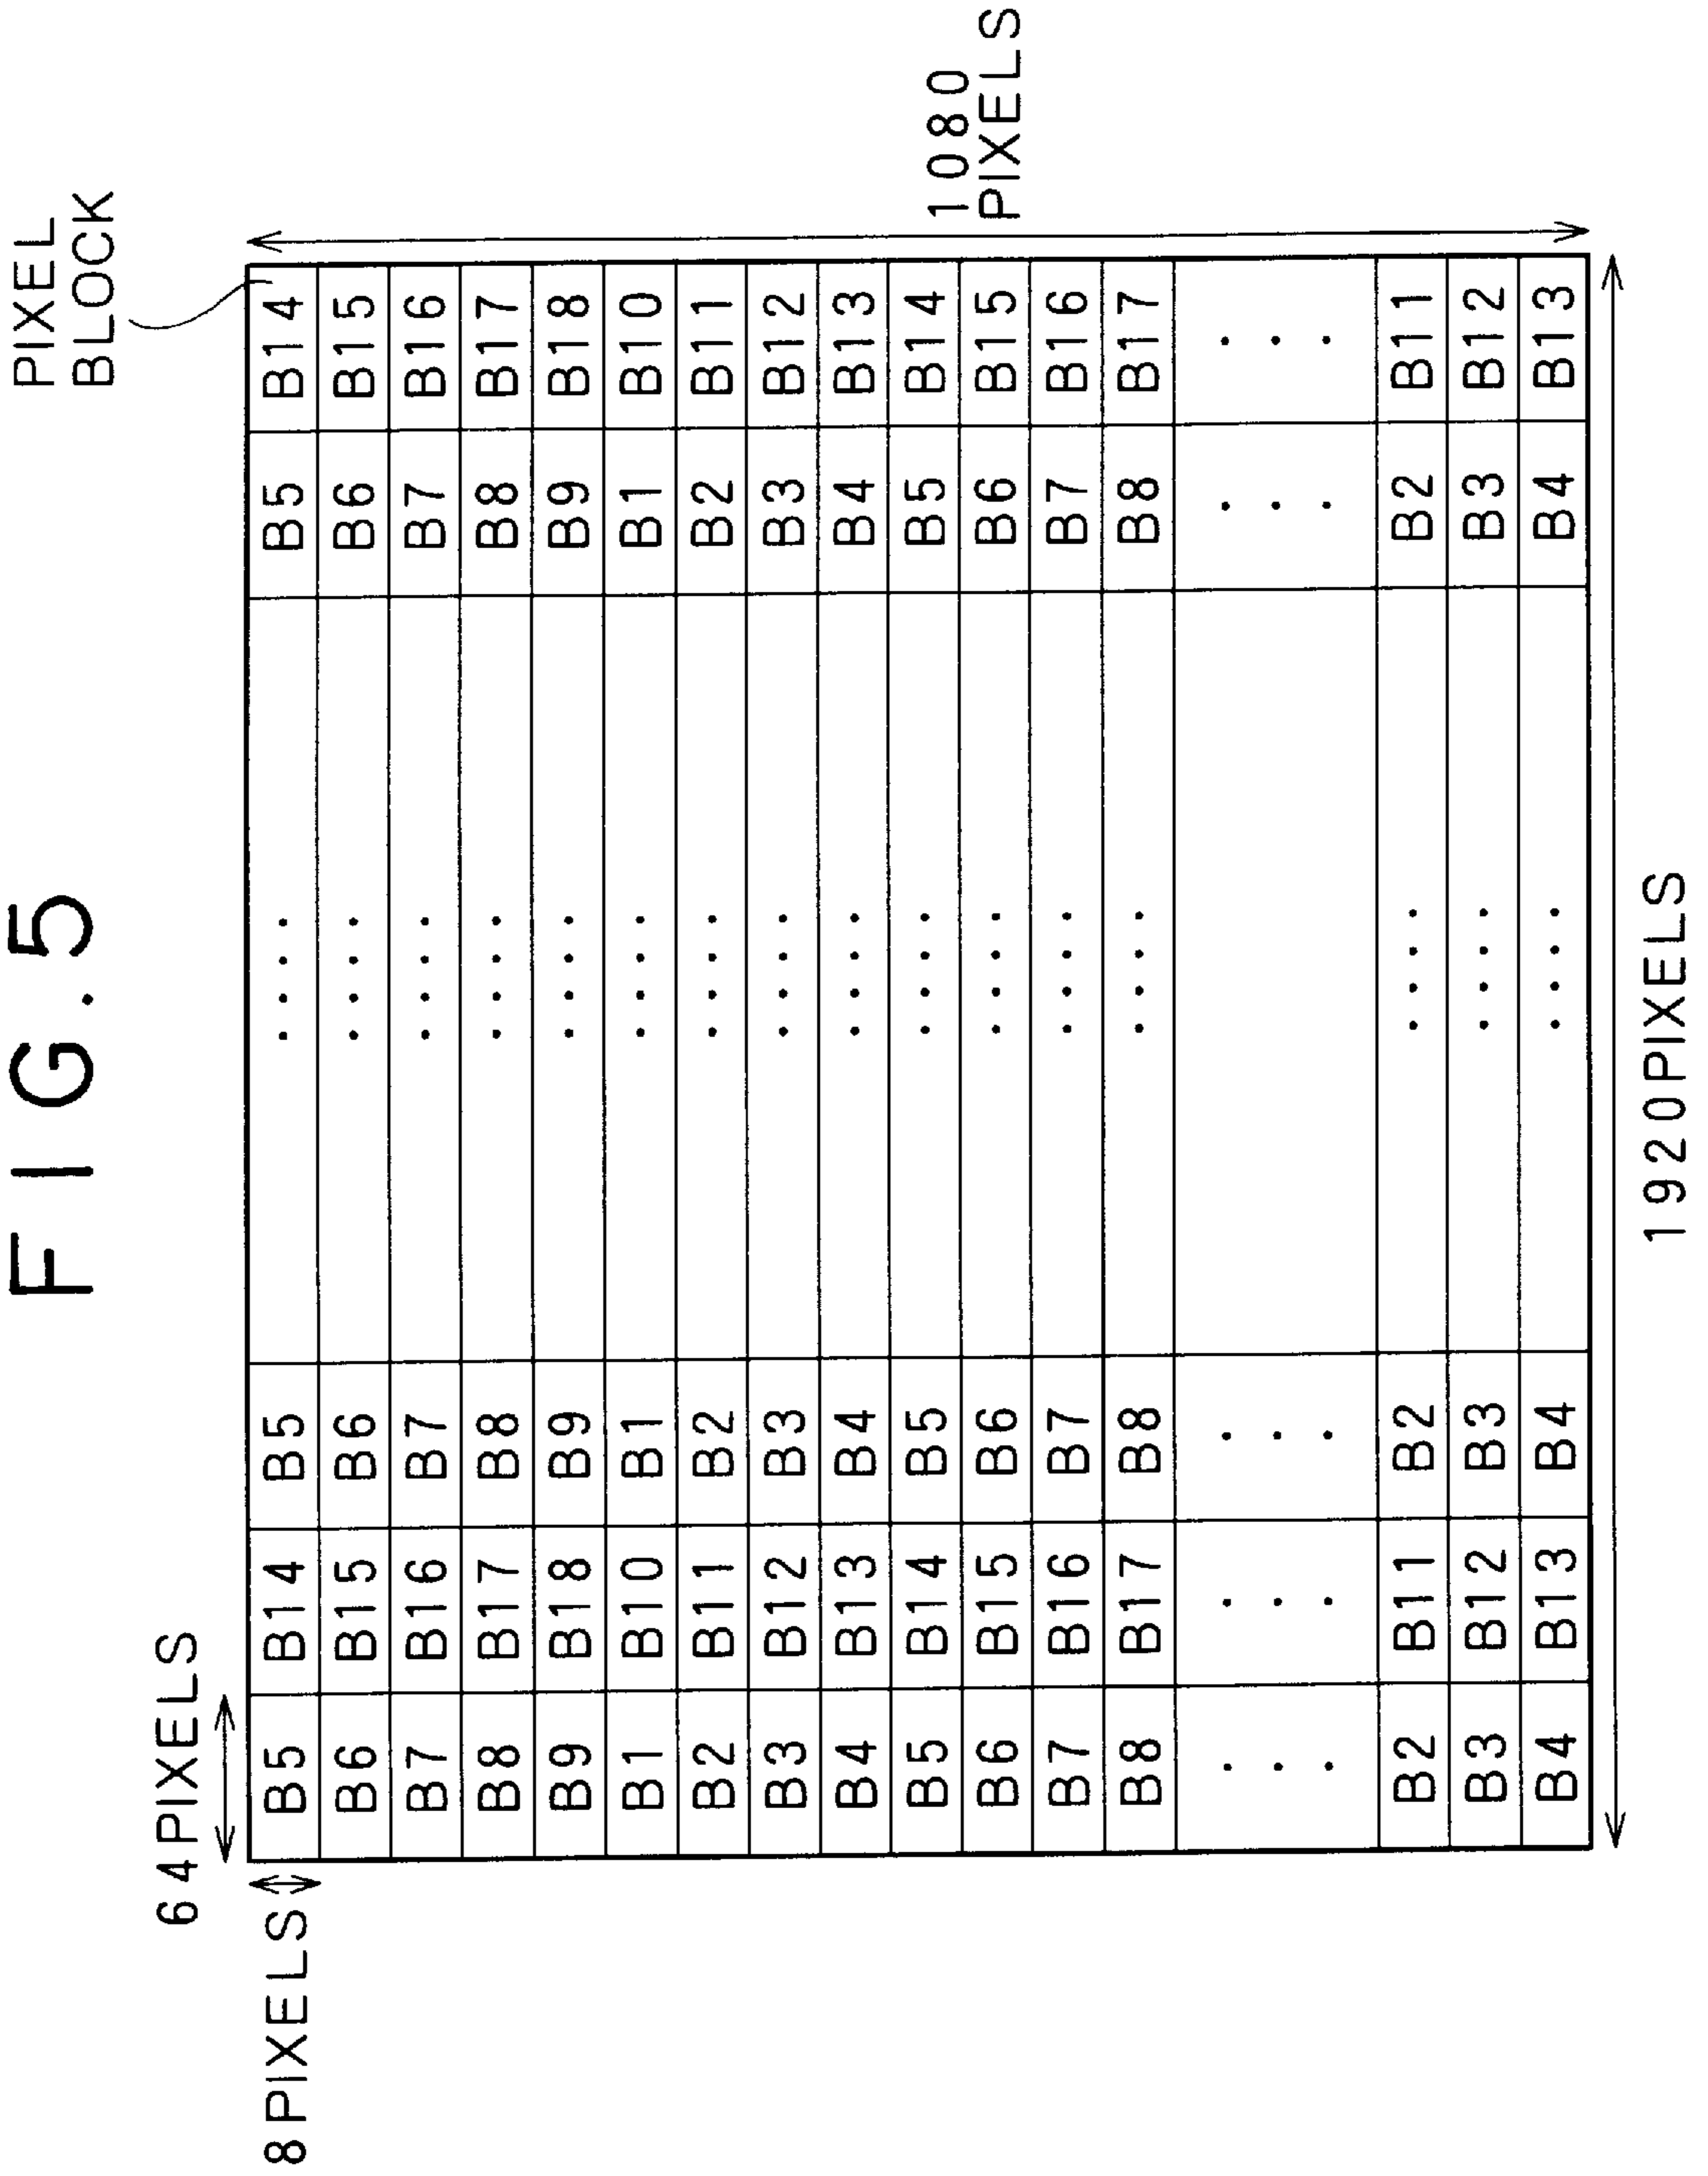 FIG.5
PIXEL
BLOCK
64PIXELS
8PIXELS
B5 B14 B5 .... B5 B14
B6 B15 B6 .... B6 B15
B7 B16 B7 .... B7 B16
B8 B17 B8 .... B8 B17
B9 B18 B9 .... B9 B18
B1 B10 B1 .... B1 B10
B2 B11 B2 .... B2 B11
B3 B12 B3 .... B3 B12
B4 B13 B4 .... B4 B13
B5 B14 B5 .... B5 B14
B6 B15 B6 .... B6 B15
B7 B16 B7 .... B7 B16
B8 B17 B8 .... B8 B17
B2 B11 B2 .... B2 B11
B3 B12 B3 .... B3 B12
B4 B13 B4 .... B4 B13
1080
PIXELS
1920PIXELS